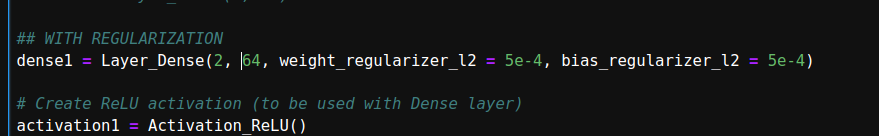 ## WITH REGULARIZATION
dense1 = Layer_Dense(2, 64, weight_regularizer_l2 = 5e-4, bias_regularizer_l2 = 5e-4)
# Create ReLU activation (to be used with Dense layer)
activation1 = Activation_ReLU()